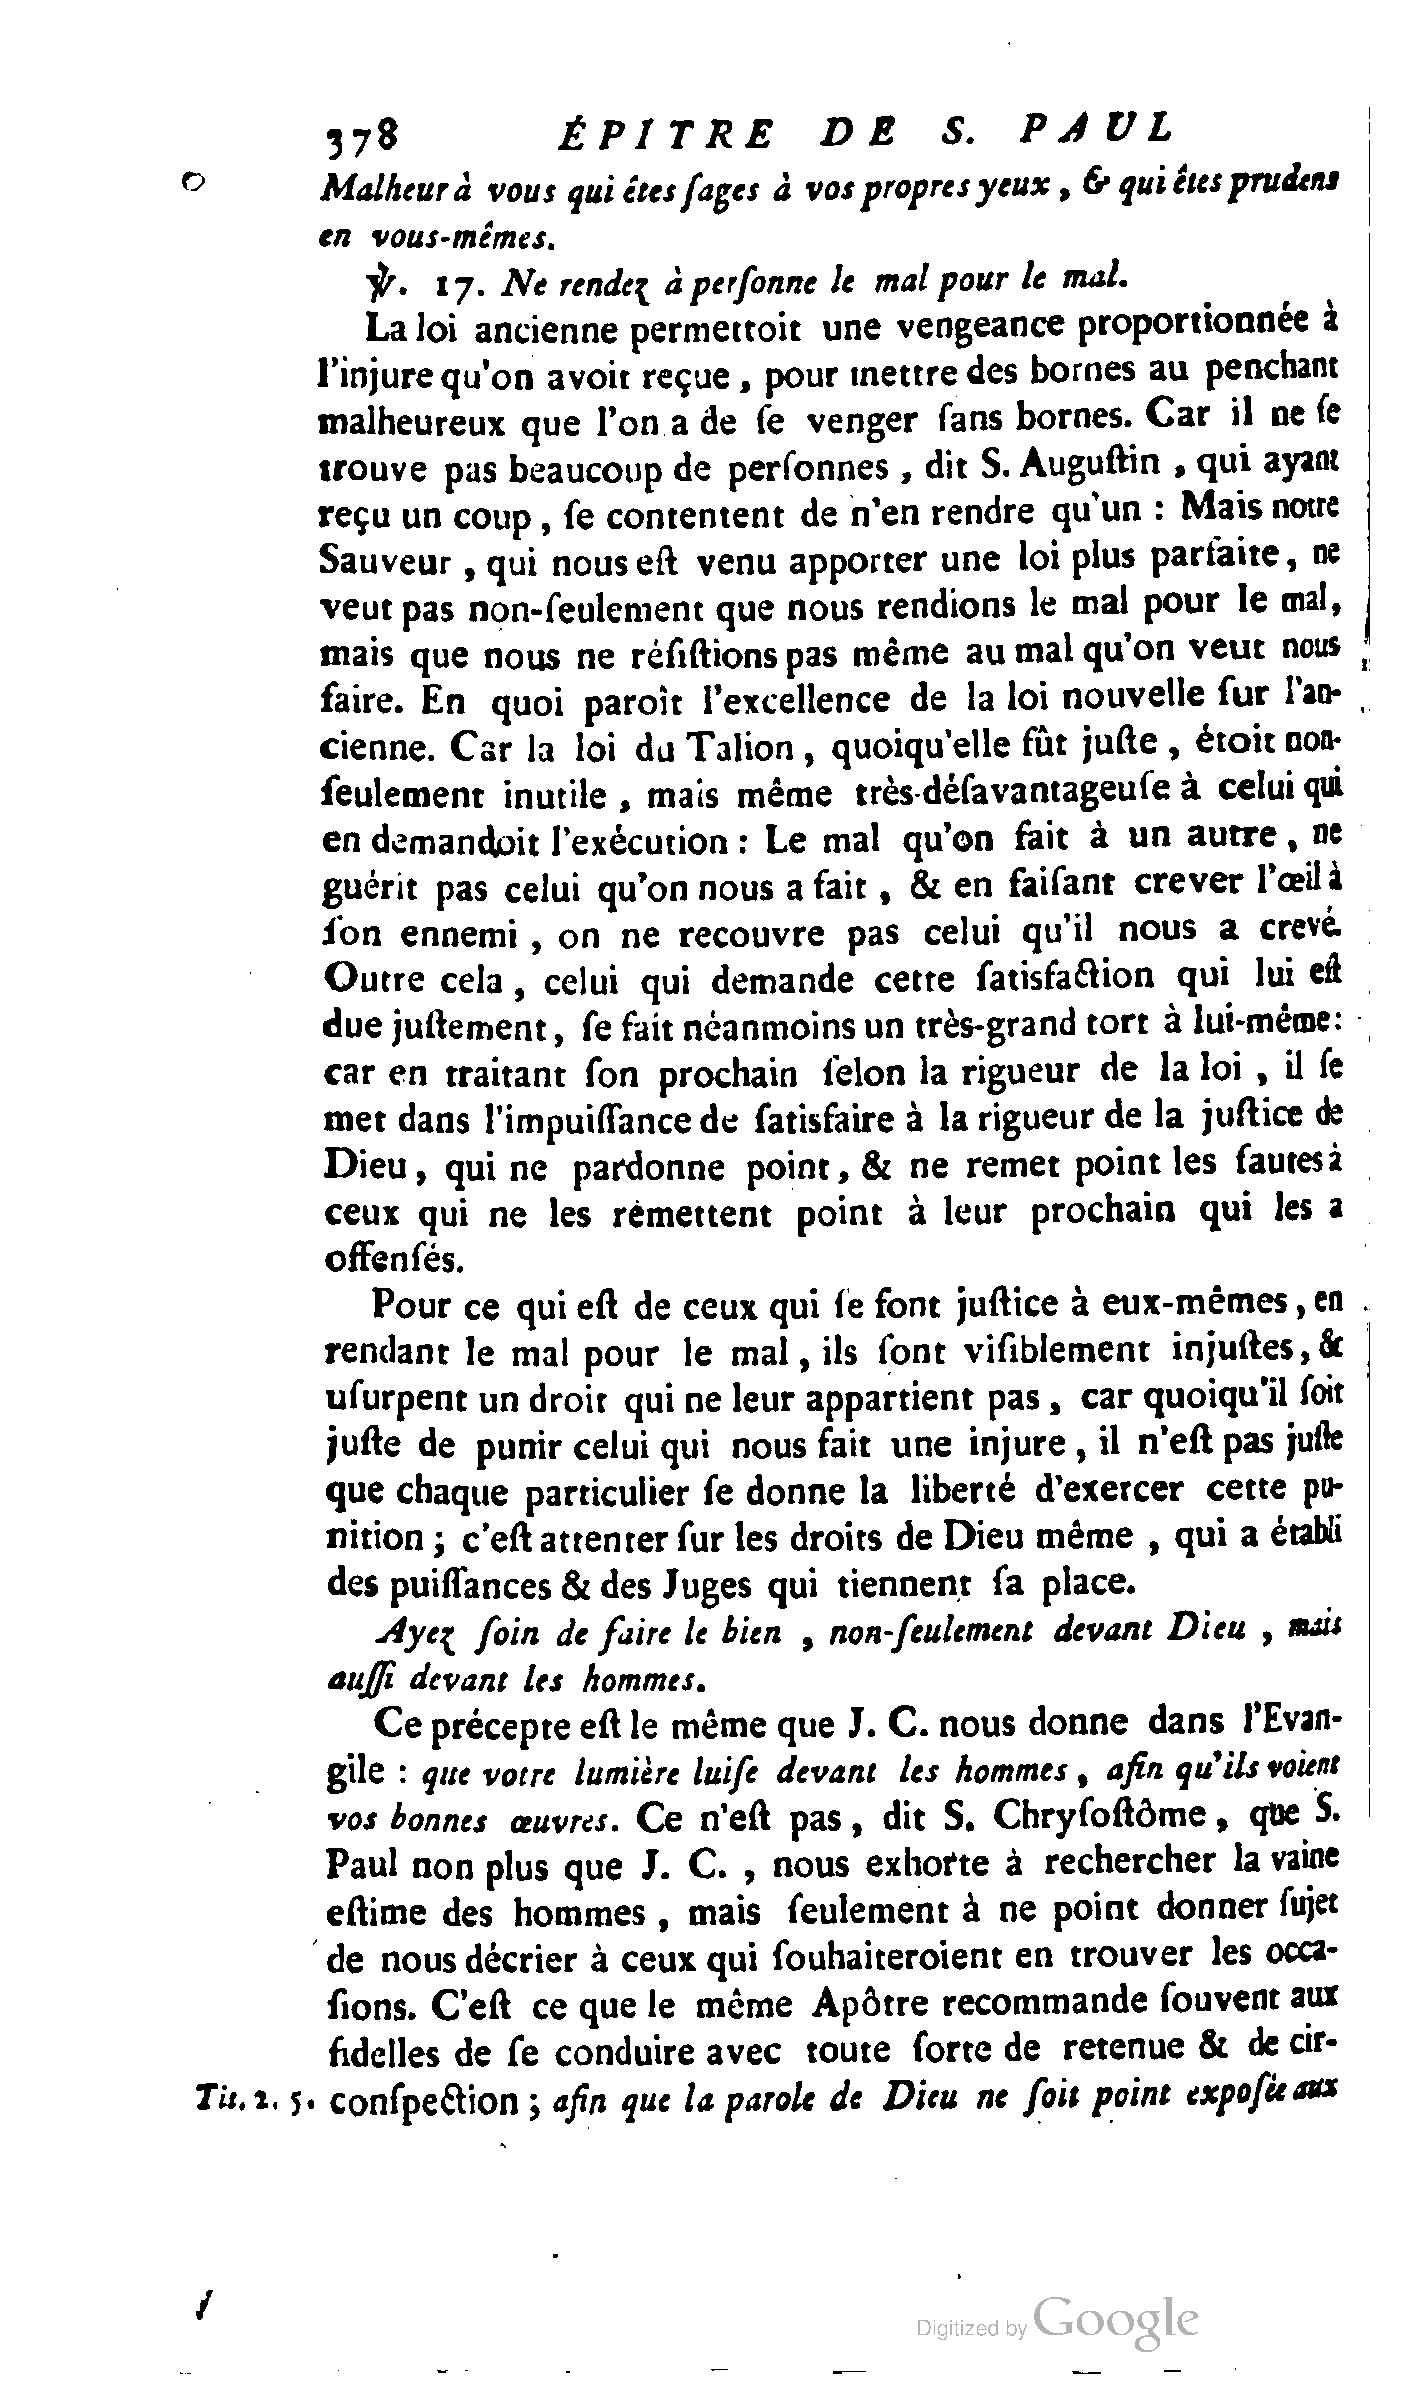 378 ÉPITRE DE S. PAUL
Malheur à vous qui êtes ſages à vos propres yeux, & qui êtes prudens
en vous-mêmes.
℣. 17. Ne rendez à perſonne le mal pour le mal.
La loi ancienne permettoit une vengeance proportionnée à
l'injure qu'on avoit reçue, pour mettre des bornes au penchant
malheureux que l'on a de ſe venger ſans bornes. Car il ne ſe
trouve pas beaucoup de perſonnes, dit S. Auguſtin, qui ayant
reçu un coup, ſe contentent de n'en rendre qu'un : Mais notre
Sauveur, qui nous eſt venu apporter une loi plus parfaite, ne
veut pas non-ſeulement que nous rendions le mal pour le mal,
mais que nous ne réſiſtions pas même au mal qu'on veut nous
faire. En quoi paroît l'excellence de la loi nouvelle ſur l'an-
cienne. Car la loi du Talion, quoiqu'elle fût juſte, étoit non-
ſeulement inutile, mais même très-déſavantageuſe à celui qui
en demandoit l'exécution : Le mal qu'on fait à un autre, ne
guérit pas celui qu'on nous a fait, & en faiſant crever l'œil à
ſon ennemi, on ne recouvre pas celui qu'il nous a crevé.
Outre cela, celui qui demande cette ſatisfaction qui lui eſt
due juſtement, ſe fait néanmoins un très-grand tort à lui-même:
car en traitant ſon prochain ſelon la rigueur de la loi, il ſe
met dans l'impuiſſance de ſatisfaire à la rigueur de la juſtice de
Dieu, qui ne pardonne point, & ne remet point les fautes à
ceux qui ne les remettent point à leur prochain qui les a
offenſés.
Pour ce qui eſt de ceux qui ſe font juſtice à eux-mêmes, en
rendant le mal pour le mal, ils ſont viſiblement injuſtes, &
uſurpent un droit qui ne leur appartient pas, car quoiqu'il ſoit
juſte de punir celui qui nous fait une injure, il n'eſt pas juſte
que chaque particulier ſe donne la liberté d'exercer cette pu-
nition ; c'eſt attenter ſur les droits de Dieu même, qui a établi
des puiſſances & des Juges qui tiennent ſa place.
Ayez ſoin de faire le bien, non-ſeulement devant Dieu, mais
auſſi devant les hommes.
Ce précepte eſt le même que J. C. nous donne dans l'Evan-
gile : que votre lumière luiſe devant les hommes, afin qu'ils voient
vos bonnes œuvres. Ce n'eſt pas, dit S. Chryſoſtôme, que S.
Paul non plus que J. C., nous exhorte à rechercher la vaine
eſtime des hommes, mais ſeulement à ne point donner ſujet
de nous décrier à ceux qui ſouhaiteroient en trouver les occa-
ſions. C'eſt ce que le même Apôtre recommande ſouvent aux
fidelles de ſe conduire avec toute ſorte de retenue & de cir-
Tit. 2. 5. conſpection ; afin que la parole de Dieu ne ſoit point expoſée aux
Digitized by Google